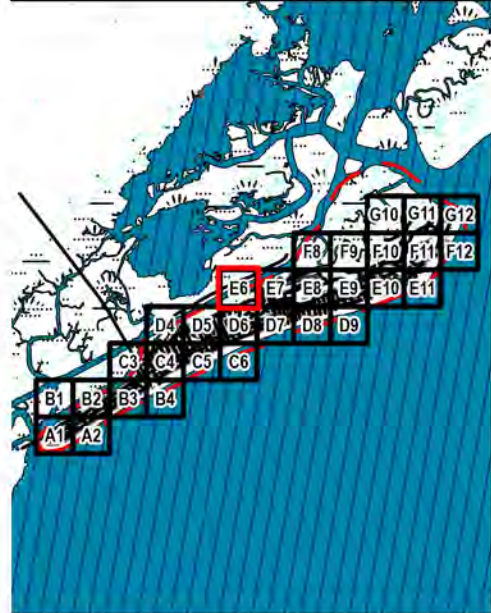 G10 G11 G12
F8 F9 F10 F11 F12
E6 E7 E8 E9 E10 E11
D4 D5 D6 D7 D8 D9
C3 C4 C5 C6
B1 B2 B3 B4
A1 A2